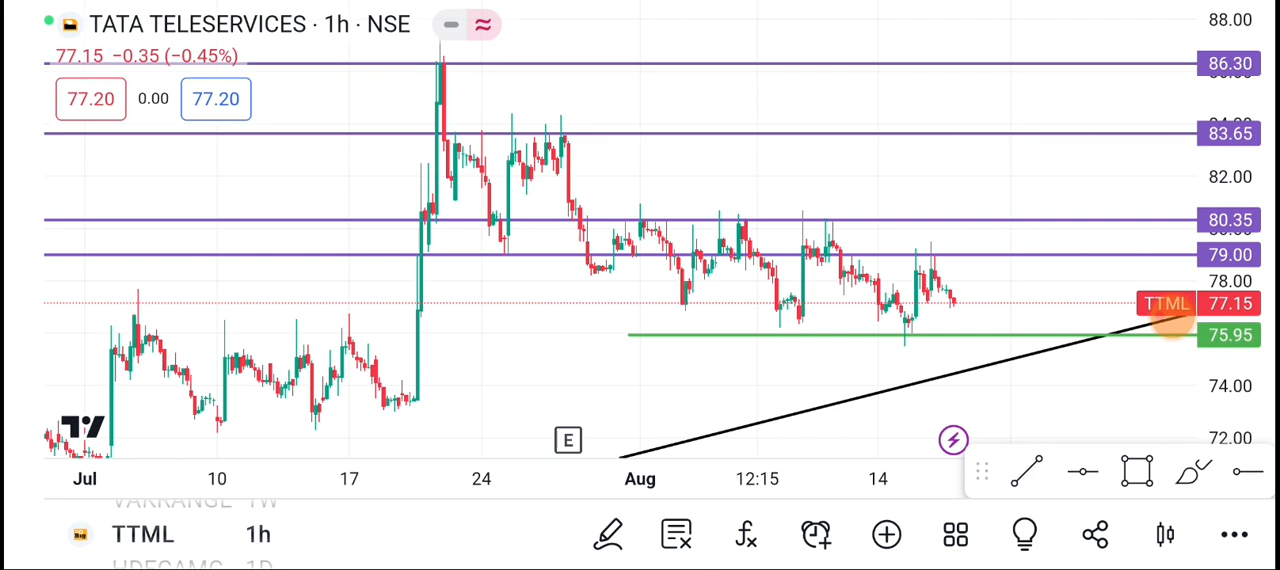 TATA TELESERVICES · 1h · NSE
77.15 −0.35 (−0.45%)
77.20 0.00 77.20
88.00
86.30
83.65
82.00
80.35
79.00
78.00
TTML 77.15
75.95
74.00
72.00
E
Jul 10 17 24 Aug 12:15 14
TTML 1h